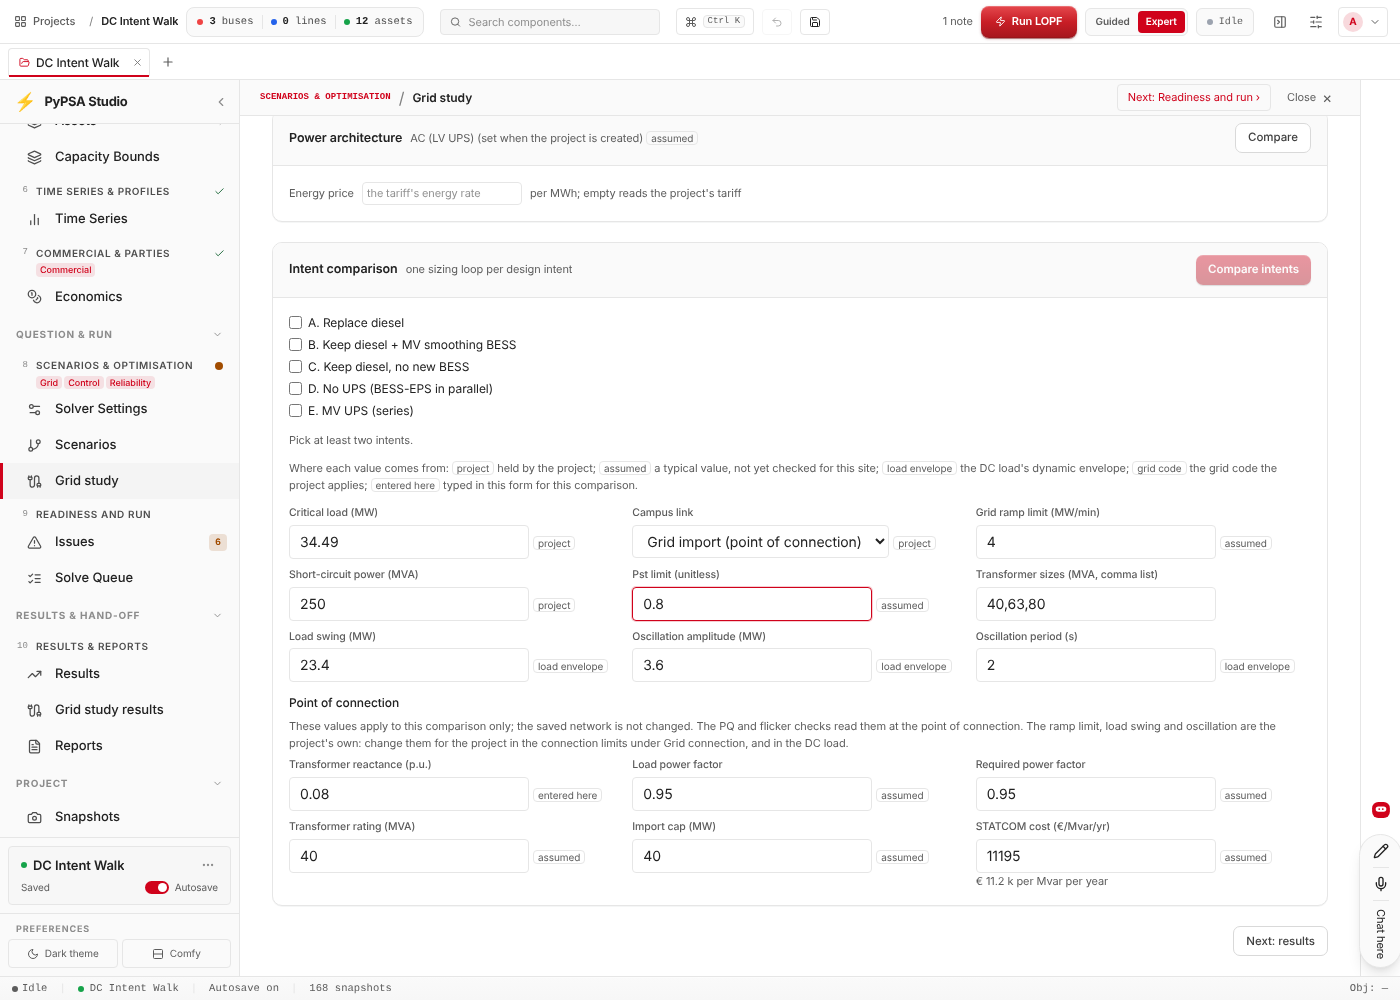 Projects / DC Intent Walk 3 buses 0 lines 12 assets Search components... ⌘ Ctrl K 1 note Run LOPF Guided Expert Idle A
DC Intent Walk × +
PyPSA Studio
SCENARIOS & OPTIMISATION / Grid study Next: Readiness and run › Close ×
Assets
Capacity Bounds
6 TIME SERIES & PROFILES
Time Series
7 COMMERCIAL & PARTIES
Commercial
Economics
QUESTION & RUN
8 SCENARIOS & OPTIMISATION
Grid Control Reliability
Solver Settings
Scenarios
Grid study
9 READINESS AND RUN
Issues 6
Solve Queue
RESULTS & HAND-OFF
10 RESULTS & REPORTS
Results
Grid study results
Reports
PROJECT
Snapshots
DC Intent Walk ...
Saved Autosave
PREFERENCES
Dark theme Comfy
Power architecture AC (LV UPS) (set when the project is created) assumed Compare
Energy price the tariff's energy rate per MWh; empty reads the project's tariff
Intent comparison one sizing loop per design intent Compare intents
A. Replace diesel
B. Keep diesel + MV smoothing BESS
C. Keep diesel, no new BESS
D. No UPS (BESS-EPS in parallel)
E. MV UPS (series)
Pick at least two intents.
Where each value comes from: project held by the project; assumed a typical value, not yet checked for this site; load envelope the DC load's dynamic envelope; grid code the grid code the
project applies; entered here typed in this form for this comparison.
Critical load (MW) Campus link Grid ramp limit (MW/min)
34.49 project Grid import (point of connection) project 4 assumed
Short-circuit power (MVA) Pst limit (unitless) Transformer sizes (MVA, comma list)
250 project 0.8 assumed 40,63,80
Load swing (MW) Oscillation amplitude (MW) Oscillation period (s)
23.4 load envelope 3.6 load envelope 2 load envelope
Point of connection
These values apply to this comparison only; the saved network is not changed. The PQ and flicker checks read them at the point of connection. The ramp limit, load swing and oscillation are the
project's own: change them for the project in the connection limits under Grid connection, and in the DC load.
Transformer reactance (p.u.) Load power factor Required power factor
0.08 entered here 0.95 assumed 0.95 assumed
Transformer rating (MVA) Import cap (MW) STATCOM cost (€/Mvar/yr)
40 assumed 40 assumed 11195 assumed
€ 11.2 k per Mvar per year
Next: results
Chat here
Idle DC Intent Walk Autosave on 168 snapshots Obj: —